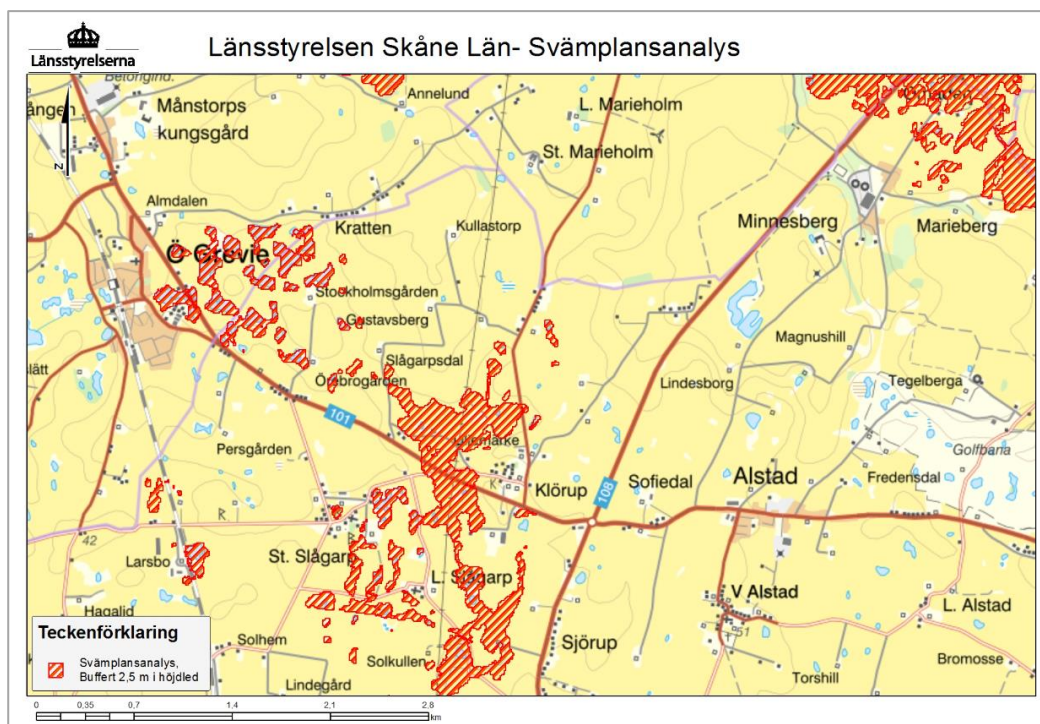 Länsstyrelsen Skåne Län- Svämplansanalys
Länsstyrelserna
Z
Månstorps
kungsgård
Annelund
L. Marieholm
St. Marieholm
Almdalen
Kratten
Kullastorp
Minnesberg
Marieberg
Ö Grevie
Stockholmsgården
Gustavsberg
Magnushill
Slågarpsdal
Örebrogården
Lindesborg
Tegelberga
101
Persgården
Golfbana
Klörup
108
Sofiedal
Alstad
Fredensdal
R
K
42
Larsbo
St. Slågarp
L. Slågarp
V Alstad
Hagalid
L. Alstad
51
Solhem
Sjörup
Solkullen
Bromosse
Torshill
Lindegård
Teckenförklaring
Svämplansanalys,
Buffert 2,5 m i höjdled
0 0,35 0,7 1,4 2,1 2,8
km